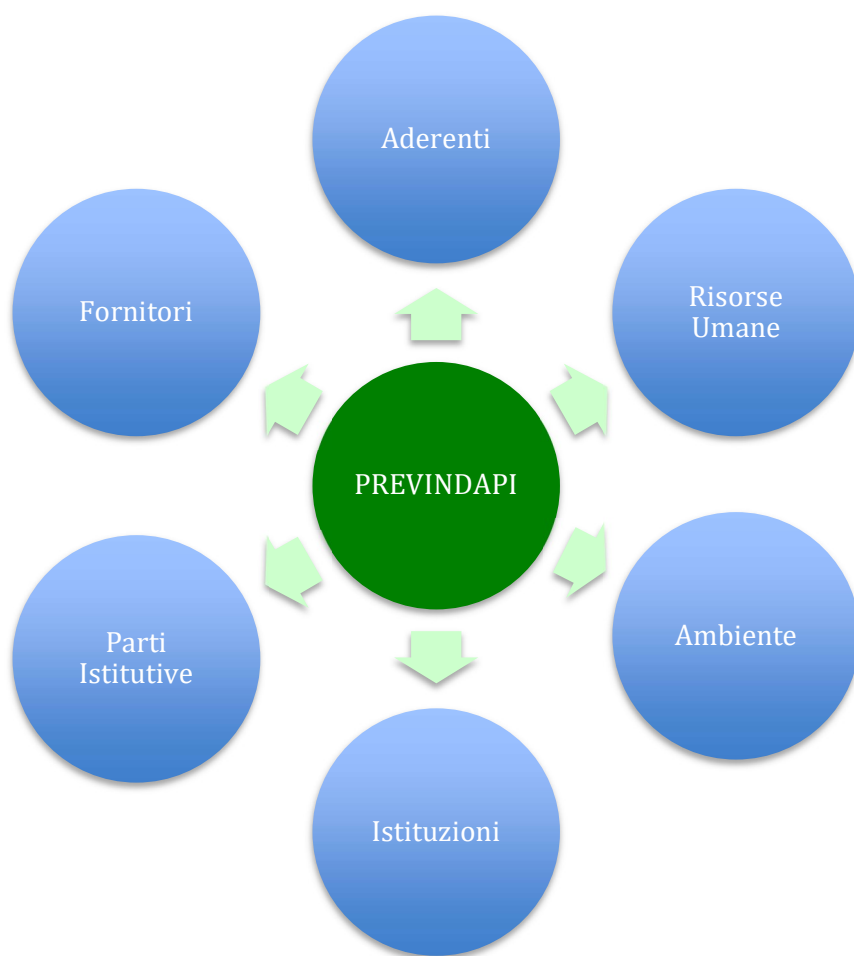 Aderenti
Fornitori
Risorse
Umane
PREVINDAPI
Parti
Istitutive
Ambiente
Istituzioni